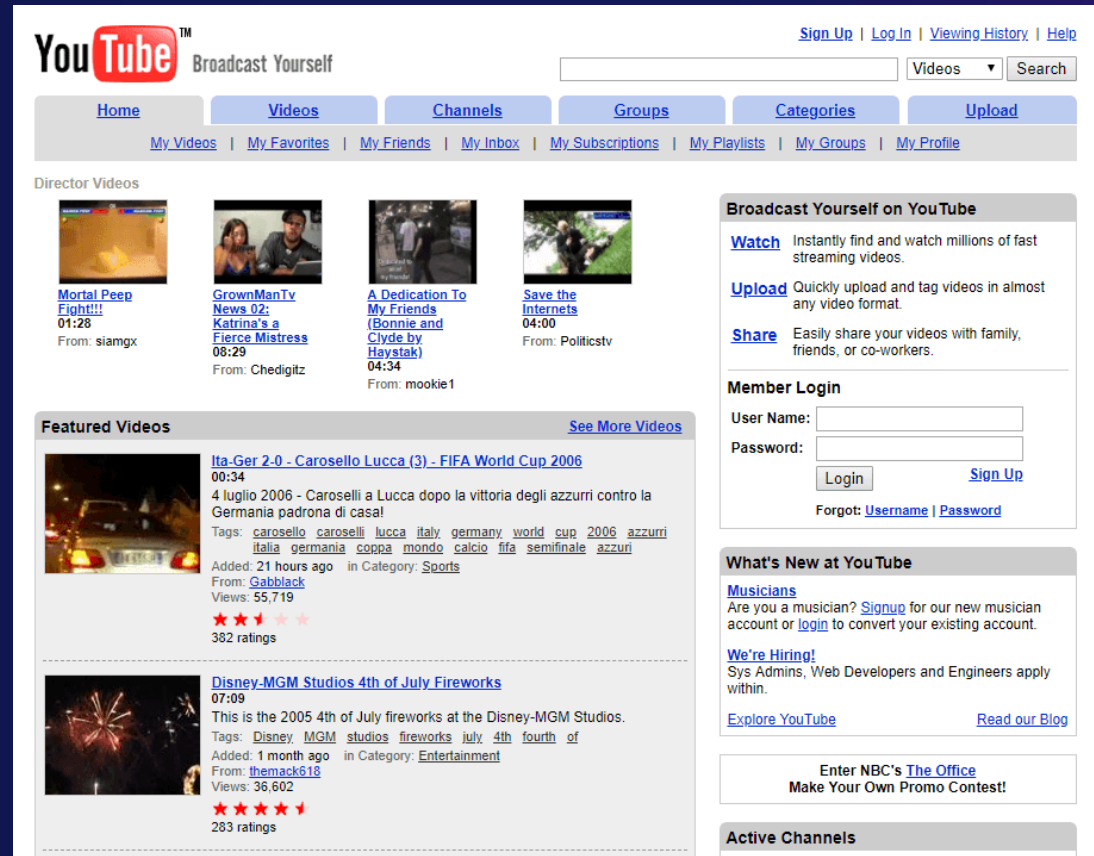 YouTube™
Broadcast Yourself
Sign Up | Log In | Viewing History | Help
Videos ▼ Search
Home Videos Channels Groups Categories Upload
My Videos | My Favorites | My Friends | My Inbox | My Subscriptions | My Playlists | My Groups | My Profile
Director Videos
Mortal Peep
Fight!!!
01:28
From: siamgx
GrownManTv
News 02:
Katrina's a
Fierce Mistress
08:29
From: Chedigitz
A Dedication To
My Friends
(Bonnie and
Clyde by
Haystak)
04:34
From: mookie1
Save the
Internets
04:00
From: Politicstv
Featured Videos See More Videos
Ita-Ger 2-0 - Carosello Lucca (3) - FIFA World Cup 2006
00:34
4 luglio 2006 - Caroselli a Lucca dopo la vittoria degli azzurri contro la
Germania padrona di casa!
Tags: carosello caroselli lucca italy germany world cup 2006 azzurri
italia germania coppa mondo calcio fifa semifinale azzuri
Added: 21 hours ago in Category: Sports
From: Gabblack
Views: 55,719
382 ratings
Disney-MGM Studios 4th of July Fireworks
07:09
This is the 2005 4th of July fireworks at the Disney-MGM Studios.
Tags: Disney MGM studios fireworks july 4th fourth of
Added: 1 month ago in Category: Entertainment
From: themack618
Views: 36,602
283 ratings
Broadcast Yourself on YouTube
Watch Instantly find and watch millions of fast
streaming videos.
Upload Quickly upload and tag videos in almost
any video format.
Share Easily share your videos with family,
friends, or co-workers.
Member Login
User Name:
Password:
Login Sign Up
Forgot: Username | Password
What's New at YouTube
Musicians
Are you a musician? Signup for our new musician
account or login to convert your existing account.
We're Hiring!
Sys Admins, Web Developers and Engineers apply
within.
Explore YouTube Read our Blog
Enter NBC's The Office
Make Your Own Promo Contest!
Active Channels